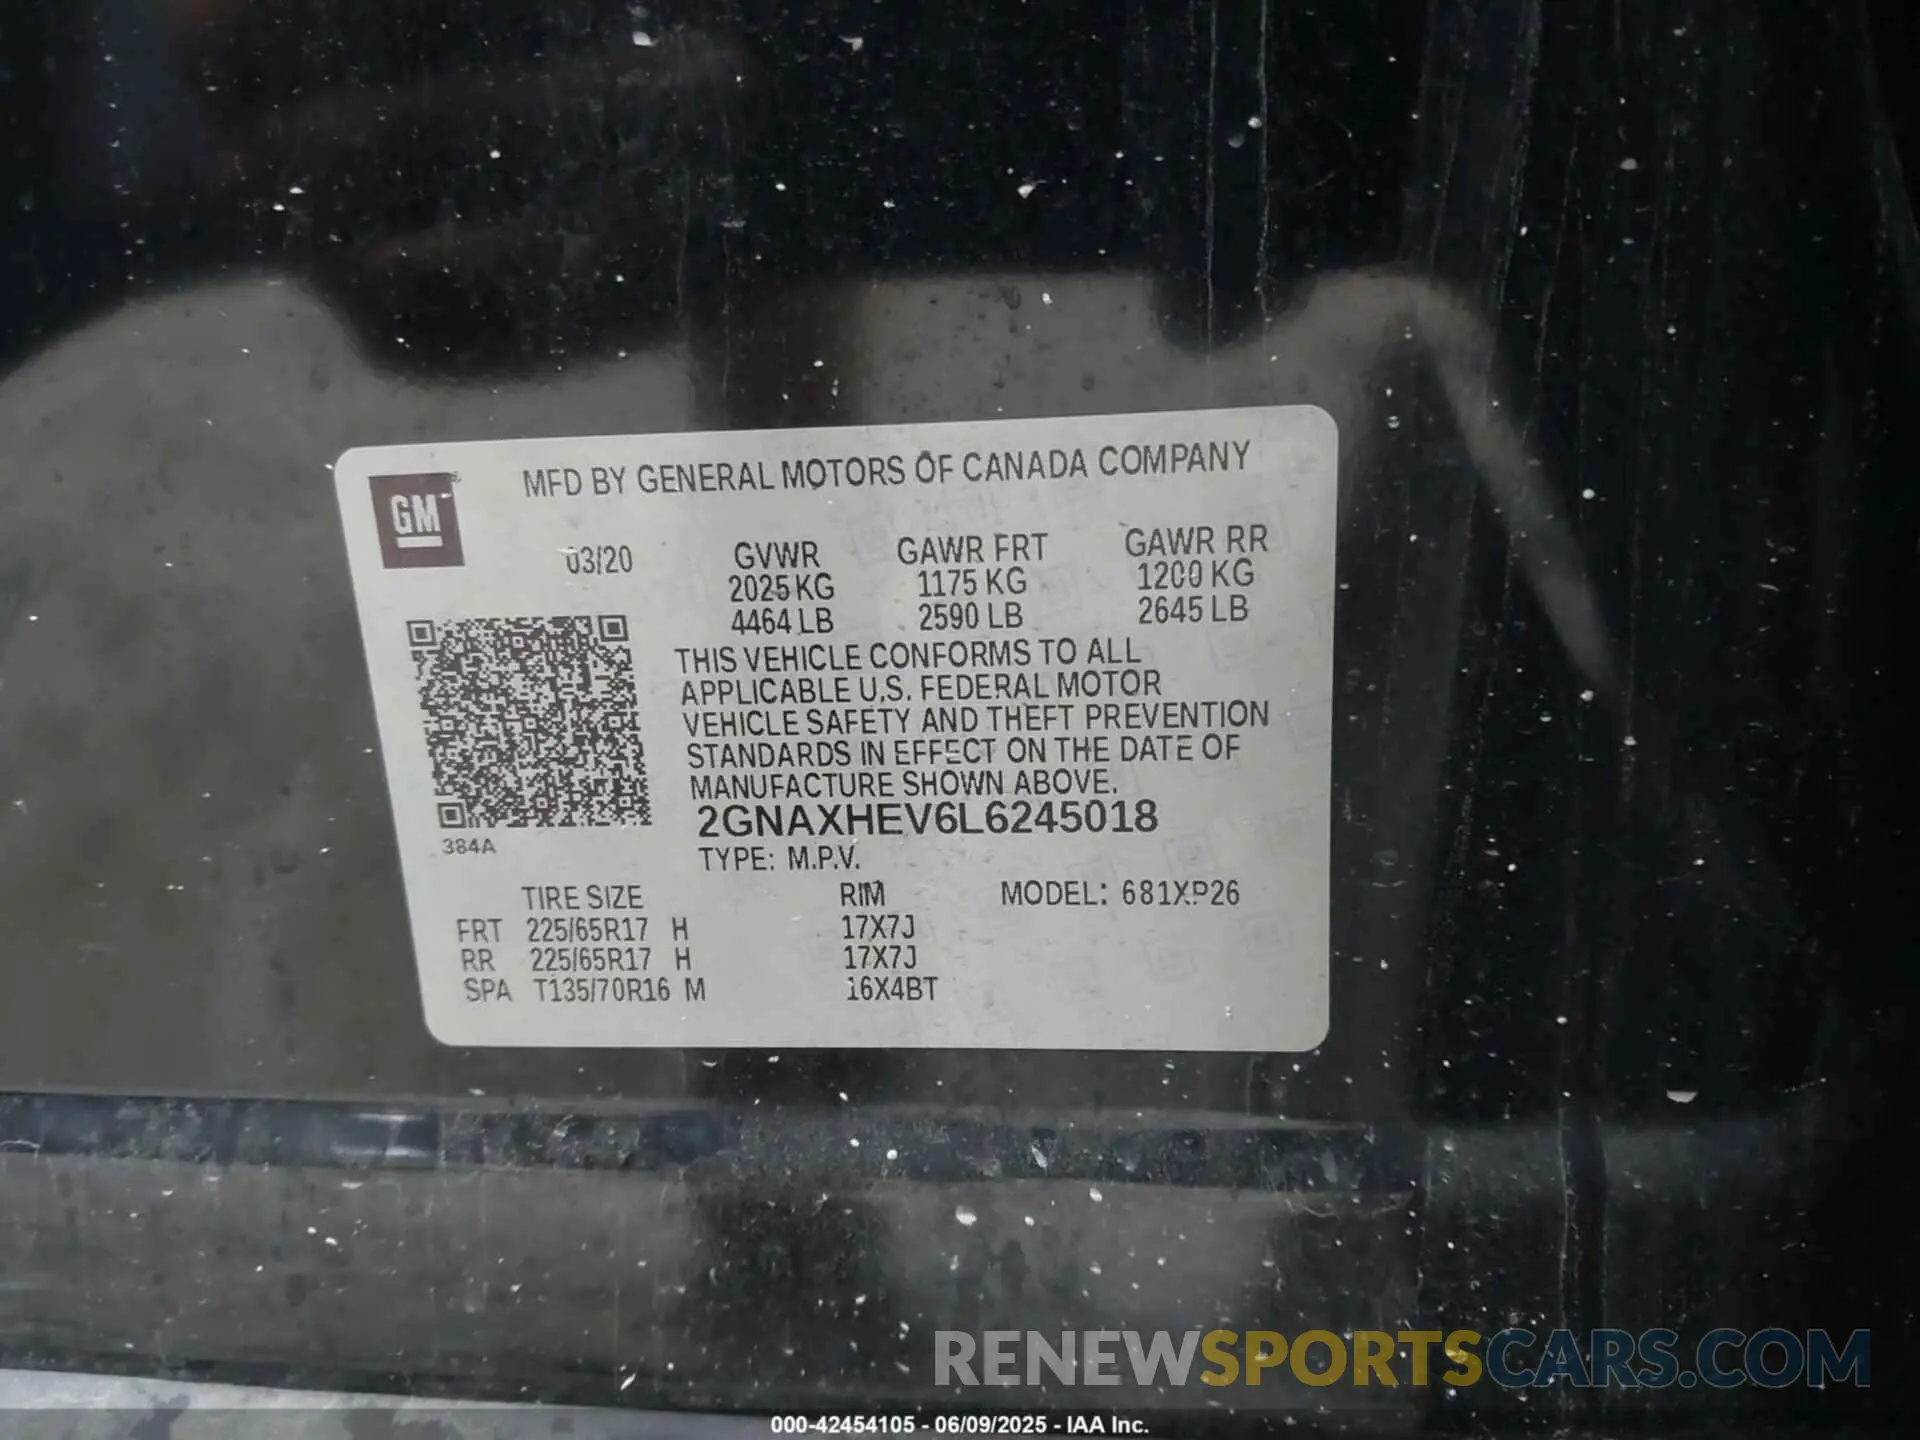 MFD BY GENERAL MOTORS OF CANADA COMPANY
GM
03/20 GVWR GAWR FRT GAWR RR
2025 KG 1175 KG 1200 KG
4464 LB 2590 LB 2645 LB
THIS VEHICLE CONFORMS TO ALL
APPLICABLE U.S. FEDERAL MOTOR
VEHICLE SAFETY AND THEFT PREVENTION
STANDARDS IN EFFECT ON THE DATE OF
MANUFACTURE SHOWN ABOVE.
2GNAXHEV6L6245018
384A
TYPE: M.P.V.
TIRE SIZE RIM MODEL: 681XP26
FRT 225/65R17 H 17X7J
RR 225/65R17 H 17X7J
SPA T135/70R16 M 16X4BT
RENEWSPORTSCARS.COM
000-42454105 - 06/09/2025 - IAA Inc.